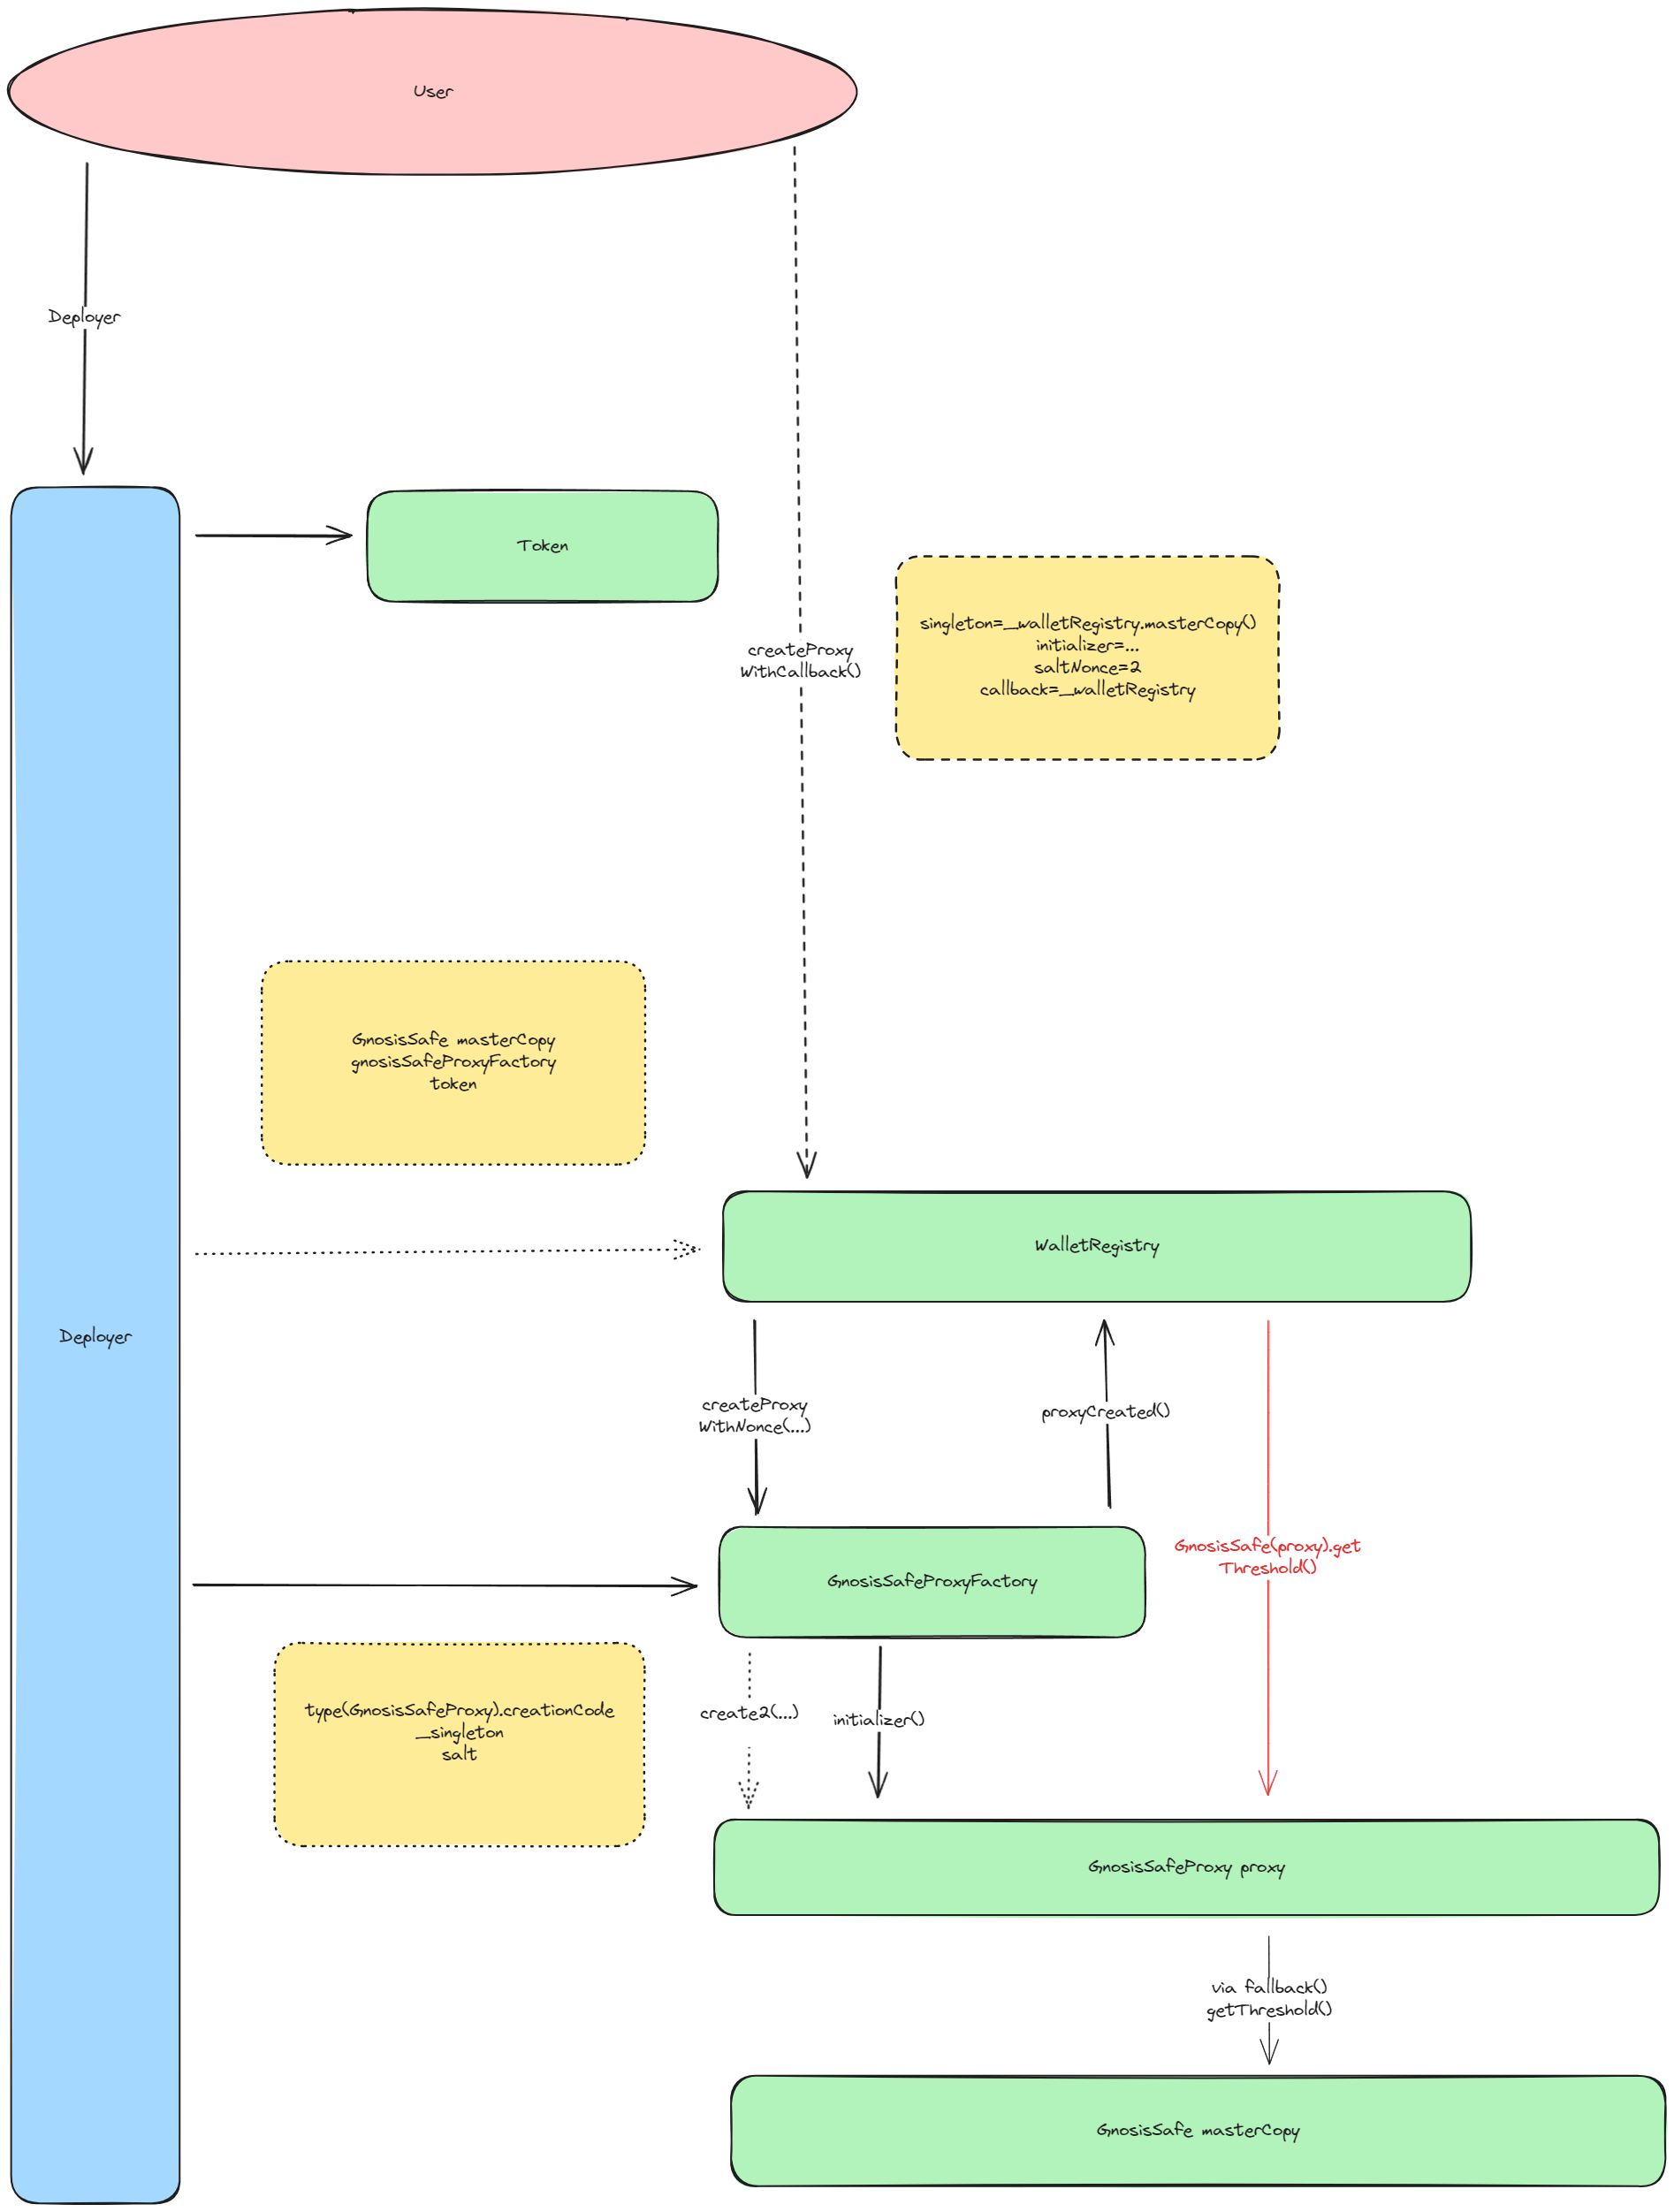 User
Deployer
Token
createProxy
WithCallback()
singleton=_walletRegistry.masterCopy()
initializer=...
saltNonce=2
callback=_walletRegistry
GnosisSafe masterCopy
gnosisSafeProxyFactory
token
WalletRegistry
Deployer
createProxy
WithNonce(...)
proxyCreated()
GnosisSafe(proxy).get
Threshold()
GnosisSafeProxyFactory
type(GnosisSafeProxy).creationCode
_singleton
salt
create2(...)
initializer()
GnosisSafeProxy proxy
via fallback()
getThreshold()
GnosisSafe masterCopy